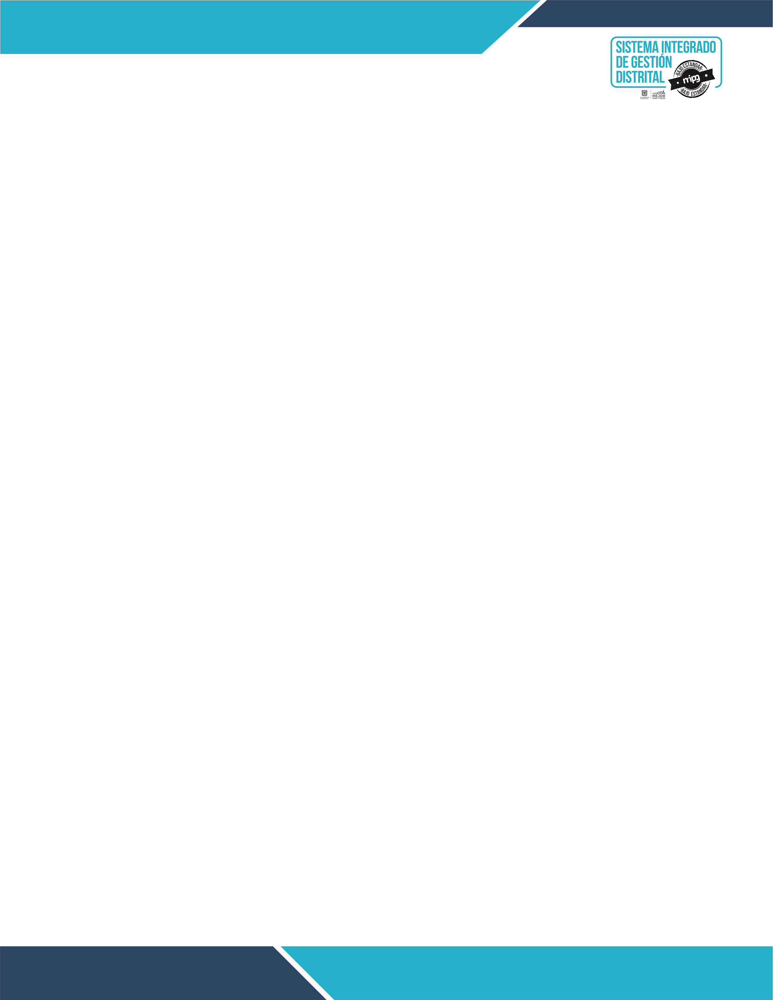 SISTEMA INTEGRADO
DE GESTIÓN
DISTRITAL
-BAJO ESTANDAR-
mipg
-BAJO ESTANDAR-
BOGOTÁ
MEJOR
PARA TODOS